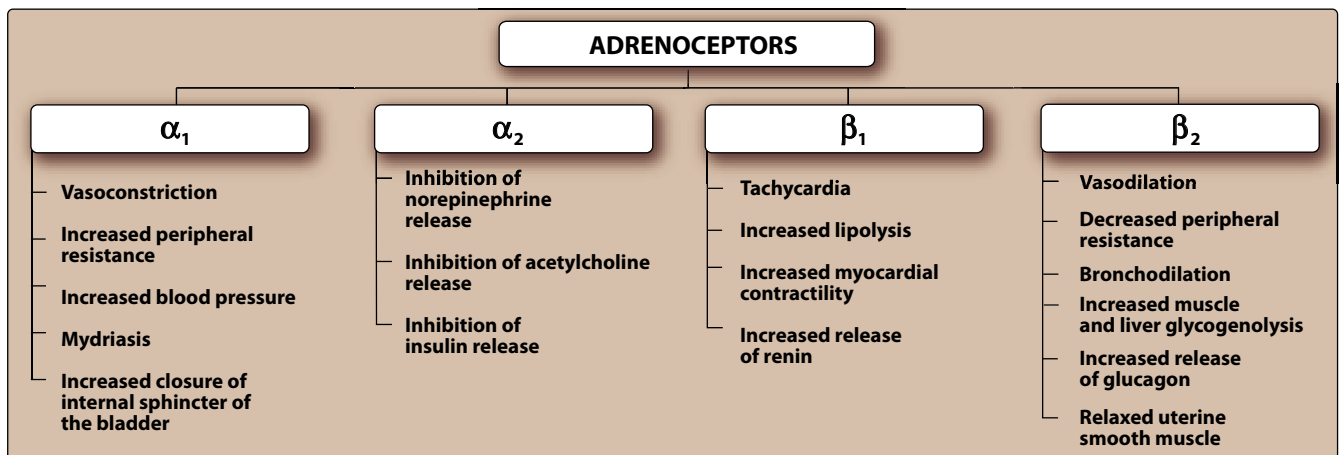 ADRENOCEPTORS
α₁
Vasoconstriction
Increased peripheral
resistance
Increased blood pressure
Mydriasis
Increased closure of
internal sphincter of
the bladder
α₂
Inhibition of
norepinephrine
release
Inhibition of acetylcholine
release
Inhibition of
insulin release
β₁
Tachycardia
Increased lipolysis
Increased myocardial
contractility
Increased release
of renin
β₂
Vasodilation
Decreased peripheral
resistance
Bronchodilation
Increased muscle
and liver glycogenolysis
Increased release
of glucagon
Relaxed uterine
smooth muscle